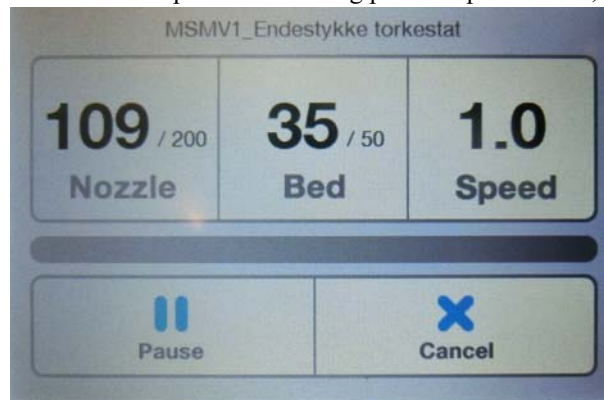 MSMV1_Endestykke torkestat
109 / 200 35 / 50 1.0
Nozzle Bed Speed
Pause Cancel